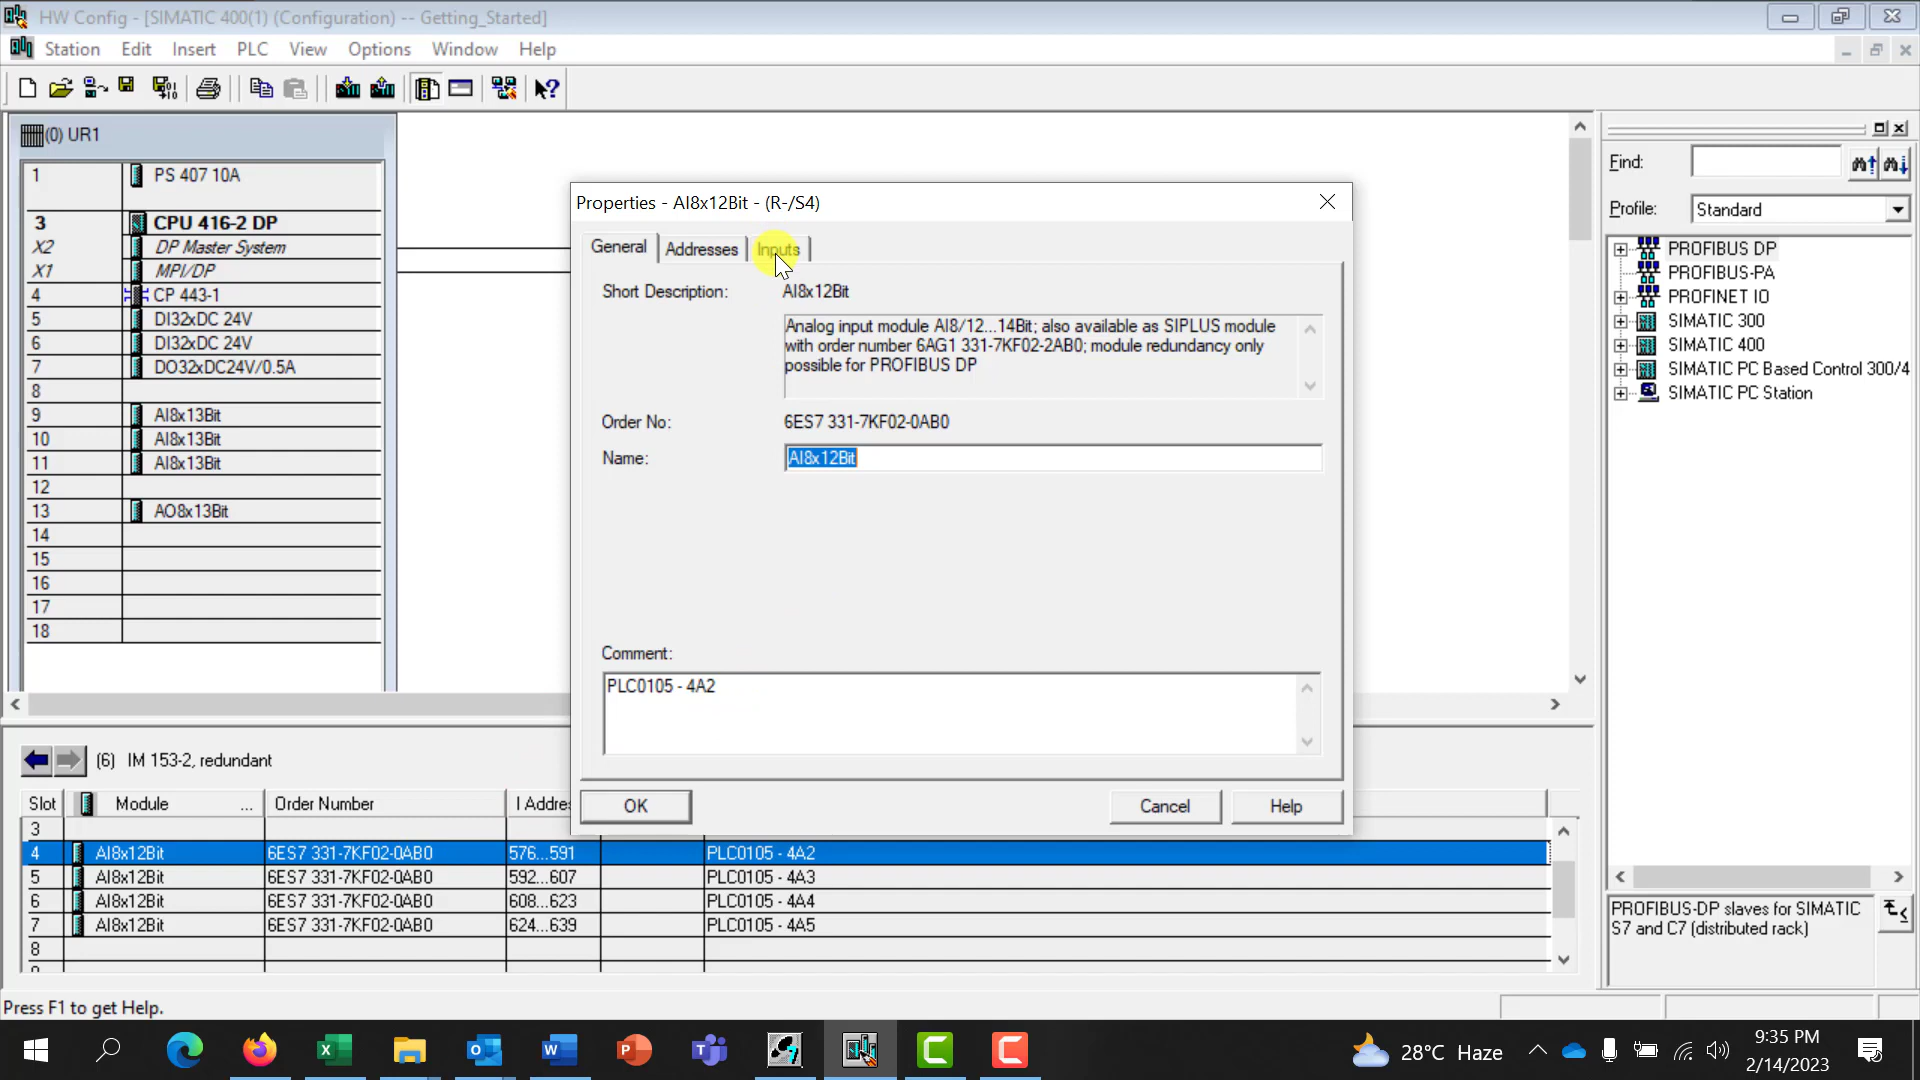 HW Config - [SIMATIC 400(1) (Configuration) -- Getting_Started]
Station Edit Insert PLC View Options Window Help
(0) UR1
1 PS 407 10A
3 CPU 416-2 DP
X2 DP Master System
X1 MPI/DP
4 CP 443-1
5 DI32xDC 24V
6 DI32xDC 24V
7 DO32xDC24V/0.5A
8
9 AI8x13Bit
10 AI8x13Bit
11 AI8x13Bit
12
13 AO8x13Bit
14
15
16
17
18
Properties - AI8x12Bit - (R-/S4)
General Addresses Inputs
Short Description: AI8x12Bit
Analog input module AI8/12...14Bit; also available as SIPLUS module
with order number 6AG1 331-7KF02-2AB0; module redundancy only
possible for PROFIBUS DP
Order No: 6ES7 331-7KF02-0AB0
Name: AI8x12Bit
Comment:
PLC0105 - 4A2
OK Cancel Help
Find:
Profile: Standard
PROFIBUS DP
PROFIBUS-PA
PROFINET IO
SIMATIC 300
SIMATIC 400
SIMATIC PC Based Control 300/4
SIMATIC PC Station
PROFIBUS-DP slaves for SIMATIC
S7 and C7 (distributed rack)
(6) IM 153-2, redundant
Slot Module ... Order Number I Addre
3
4 AI8x12Bit 6ES7 331-7KF02-0AB0 576...591 PLC0105 - 4A2
5 AI8x12Bit 6ES7 331-7KF02-0AB0 592...607 PLC0105 - 4A3
6 AI8x12Bit 6ES7 331-7KF02-0AB0 608...623 PLC0105 - 4A4
7 AI8x12Bit 6ES7 331-7KF02-0AB0 624...639 PLC0105 - 4A5
8
Press F1 to get Help.
28°C Haze
9:35 PM
2/14/2023